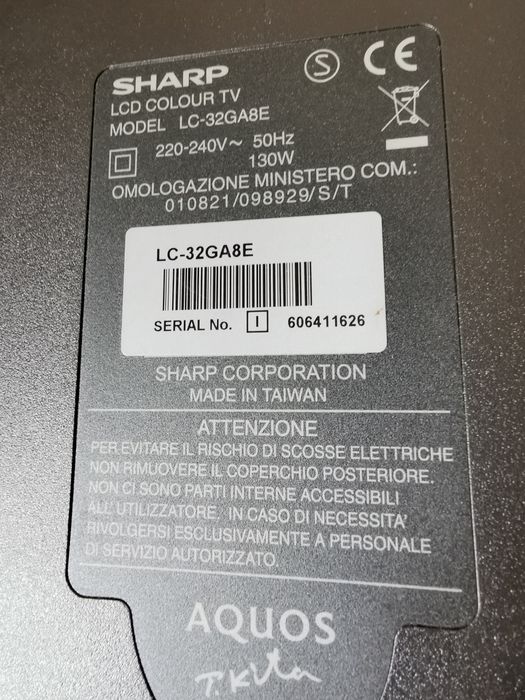 SHARP
S CE
LCD COLOUR TV
MODEL LC-32GA8E
220-240V~ 50Hz
130W
OMOLOGAZIONE MINISTERO COM.:
010821/098929/S/T
LC-32GA8E
SERIAL No. I 606411626
SHARP CORPORATION
MADE IN TAIWAN
ATTENZIONE
PER EVITARE IL RISCHIO DI SCOSSE ELETTRICHE
NON RIMUOVERE IL COPERCHIO POSTERIORE.
NON CI SONO PARTI INTERNE ACCESSIBILI
ALL'UTILIZZATORE. IN CASO DI NECESSITA'
RIVOLGERSI ESCLUSIVAMENTE A PERSONALE
DI SERVIZIO AUTORIZZATO.
AQUOS
T. Kita